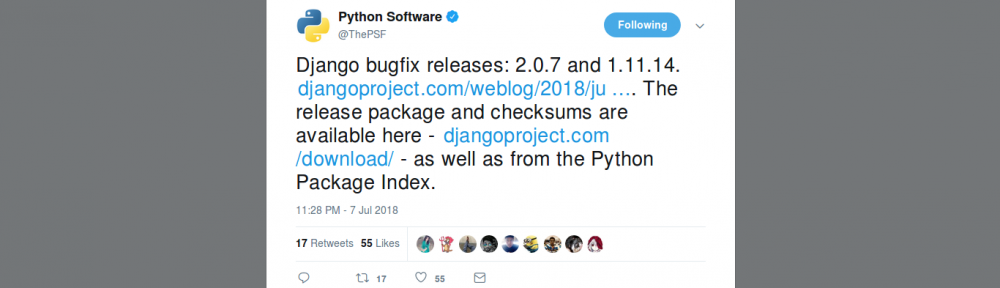 Python Software
@ThePSF
Following
Django bugfix releases: 2.0.7 and 1.11.14.
djangoproject.com/weblog/2018/ju …. The
release package and checksums are
available here - djangoproject.com
/download/ - as well as from the Python
Package Index.
11:28 PM - 7 Jul 2018
17 Retweets 55 Likes
17 55